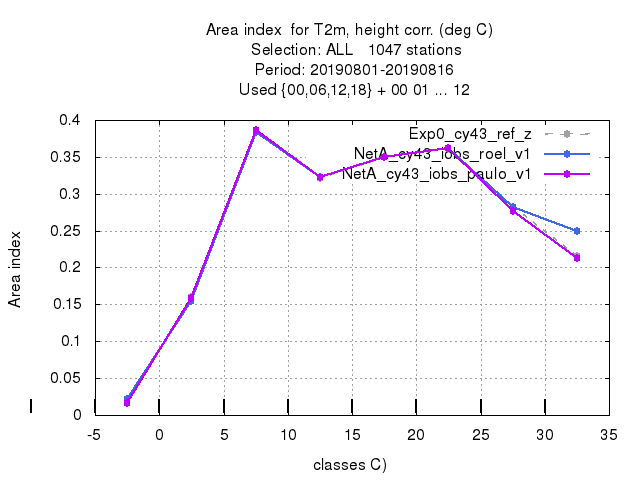 Area index  for T2m, height corr. (deg C)
Selection: ALL   1047 stations
Period: 20190801-20190816
Used {00,06,12,18} + 00 01 ... 12
Exp0_cy43_ref_z
NetA_cy43_iobs_roel_v1
NetA_cy43_iobs_paulo_v1
0.4
0.35
0.3
0.25
0.2
0.15
0.1
0.05
0
Area index
-5 0 5 10 15 20 25 30 35
classes C)